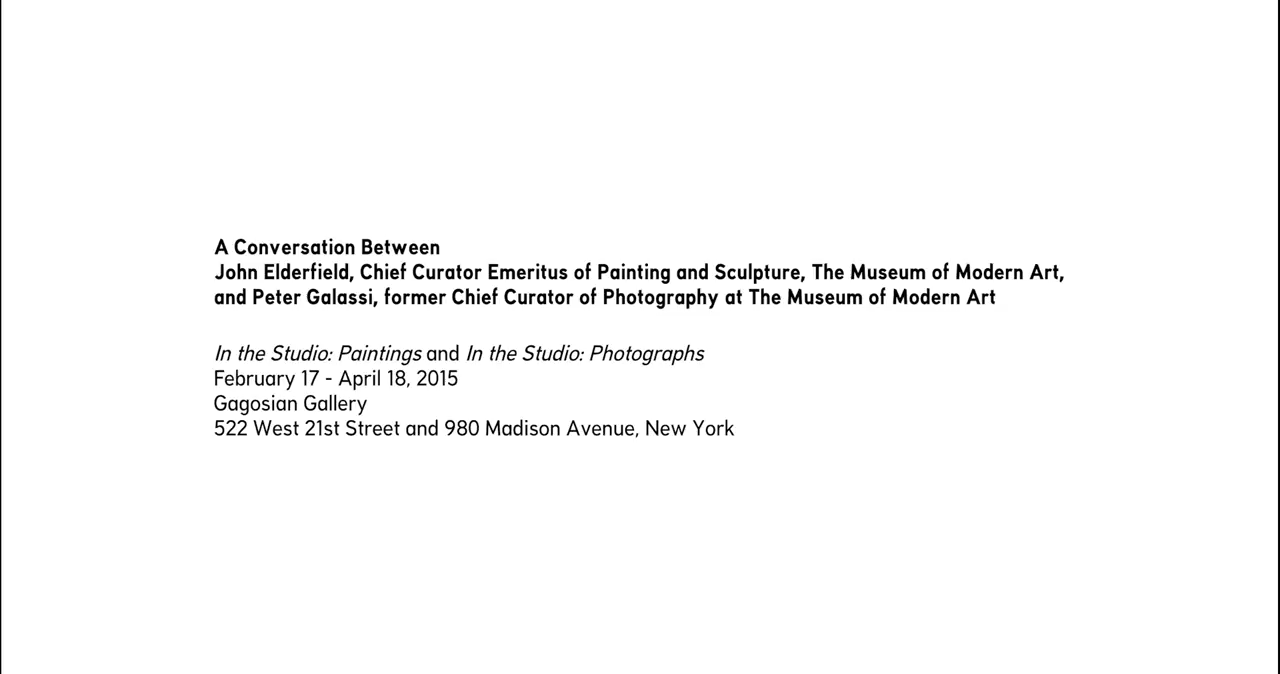 A Conversation Between
John Elderfield, Chief Curator Emeritus of Painting and Sculpture, The Museum of Modern Art,
and Peter Galassi, former Chief Curator of Photography at The Museum of Modern Art
In the Studio: Paintings and In the Studio: Photographs
February 17 - April 18, 2015
Gagosian Gallery
522 West 21st Street and 980 Madison Avenue, New York